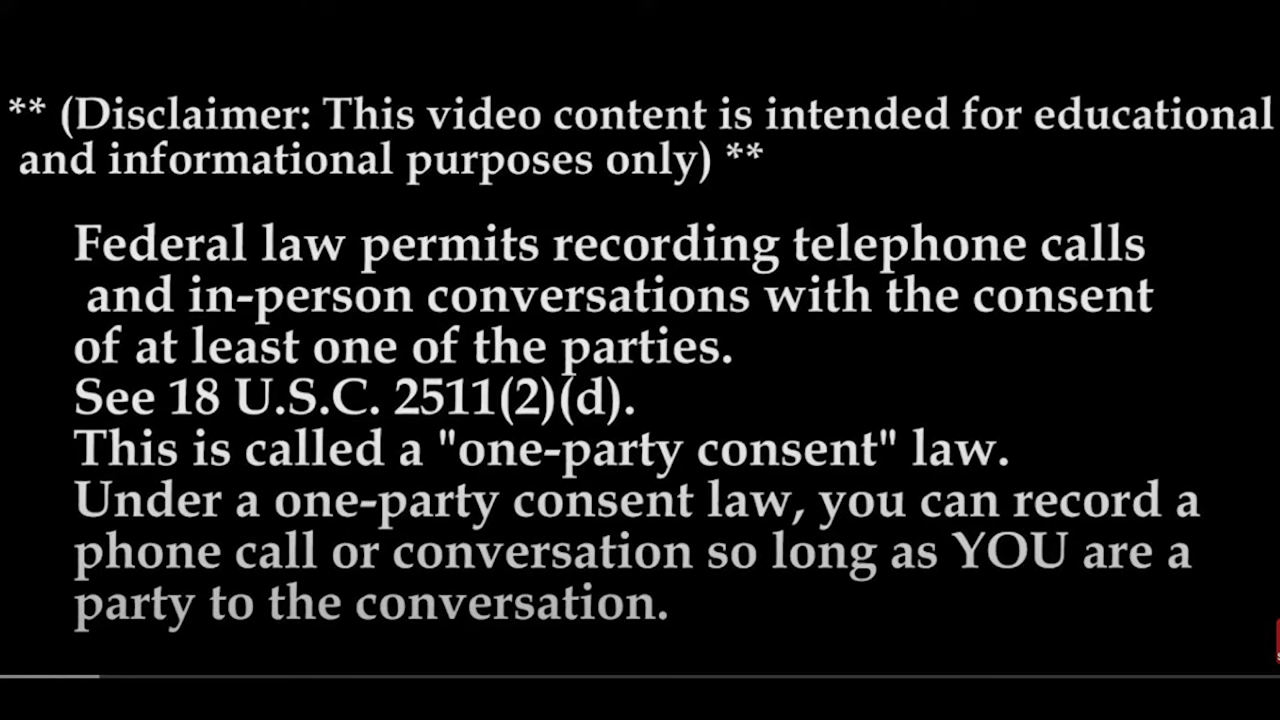 ** (Disclaimer: This video content is intended for educational
and informational purposes only) **
Federal law permits recording telephone calls
and in-person conversations with the consent
of at least one of the parties.
See 18 U.S.C. 2511(2)(d).
This is called a "one-party consent" law.
Under a one-party consent law, you can record a
phone call or conversation so long as YOU are a
party to the conversation.